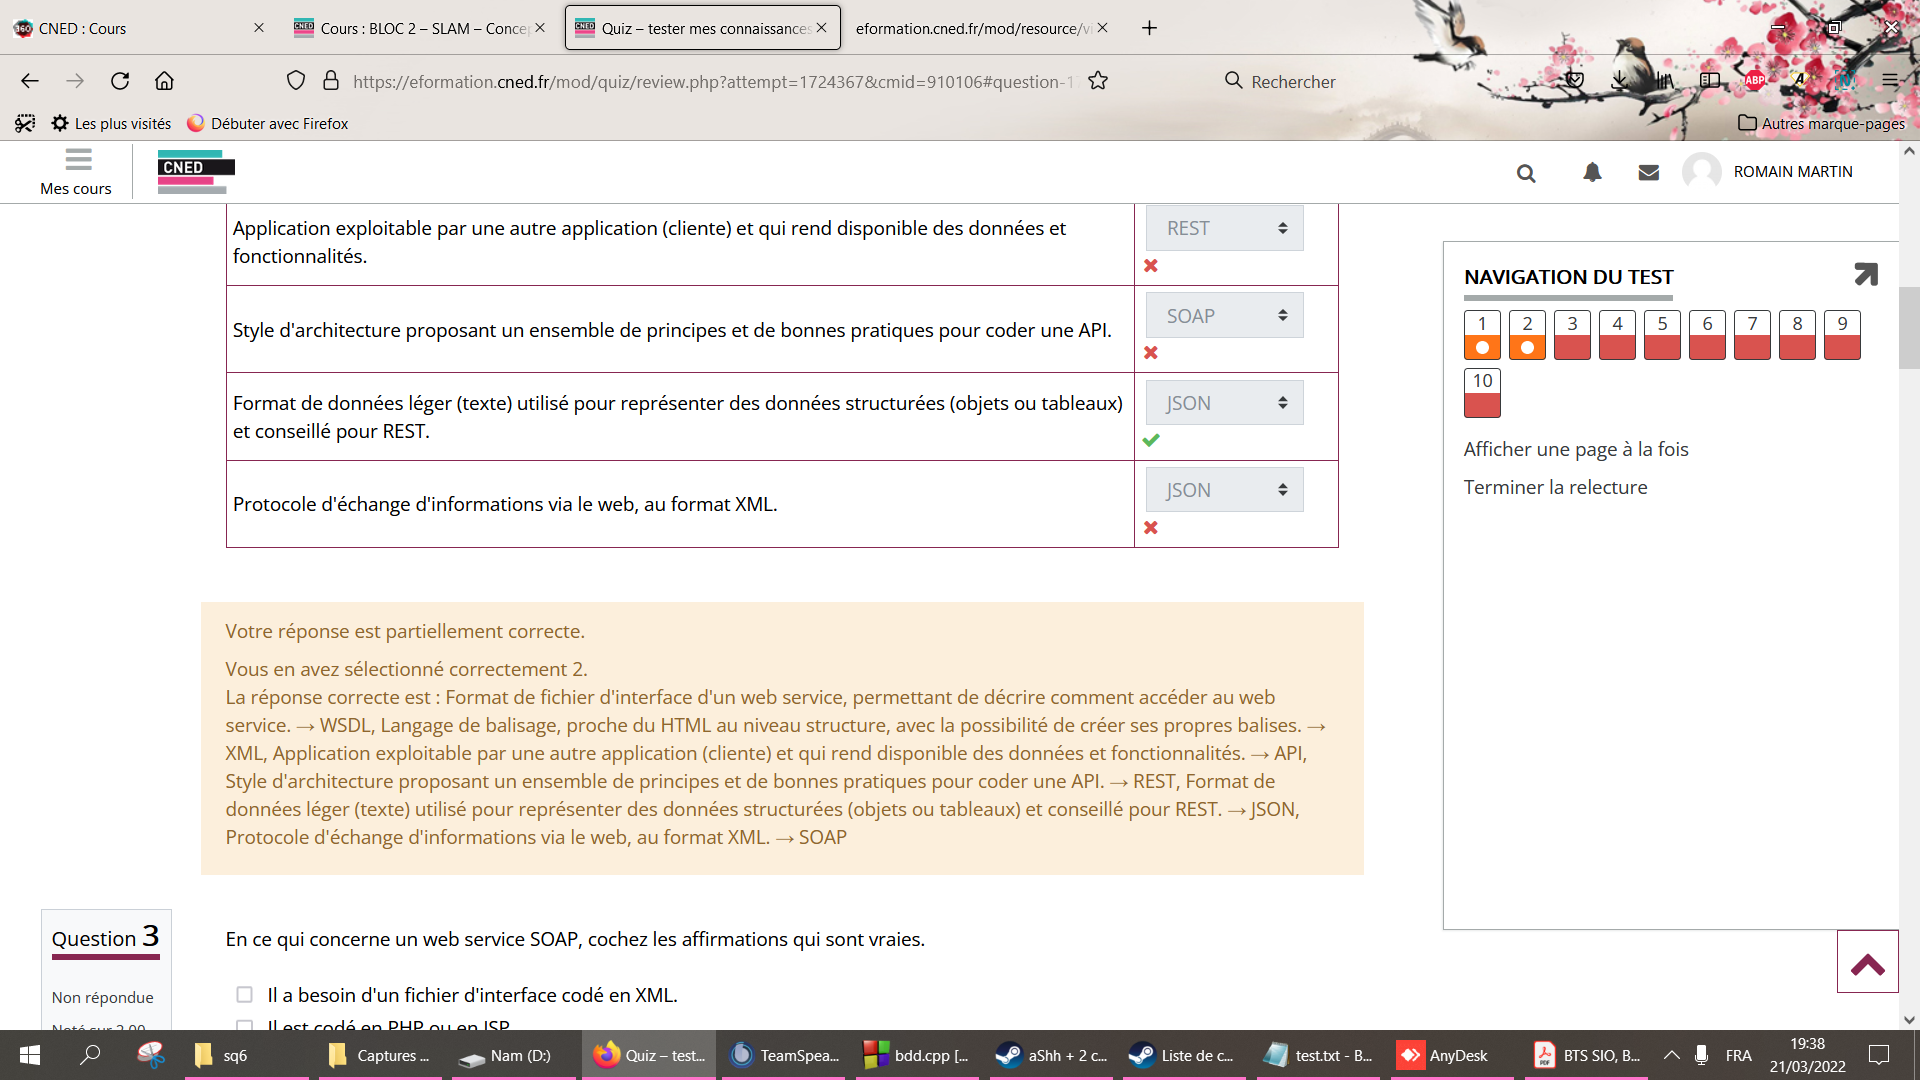 CNED : Cours
Cours : BLOC 2 – SLAM – Conce
Quiz – tester mes connaissances
eformation.cned.fr/mod/resource/vi
https://eformation.cned.fr/mod/quiz/review.php?attempt=1724367&cmid=910106#question-1
Rechercher
ABP
Les plus visités
Débuter avec Firefox
Autres marque-pages
Mes cours
CNED
ROMAIN MARTIN
Application exploitable par une autre application (cliente) et qui rend disponible des données et
fonctionnalités.
REST
Style d'architecture proposant un ensemble de principes et de bonnes pratiques pour coder une API.
SOAP
Format de données léger (texte) utilisé pour représenter des données structurées (objets ou tableaux)
et conseillé pour REST.
JSON
Protocole d'échange d'informations via le web, au format XML.
JSON
Votre réponse est partiellement correcte.
Vous en avez sélectionné correctement 2.
La réponse correcte est : Format de fichier d'interface d'un web service, permettant de décrire comment accéder au web
service. → WSDL, Langage de balisage, proche du HTML au niveau structure, avec la possibilité de créer ses propres balises. →
XML, Application exploitable par une autre application (cliente) et qui rend disponible des données et fonctionnalités. → API,
Style d'architecture proposant un ensemble de principes et de bonnes pratiques pour coder une API. → REST, Format de
données léger (texte) utilisé pour représenter des données structurées (objets ou tableaux) et conseillé pour REST. → JSON,
Protocole d'échange d'informations via le web, au format XML. → SOAP
Question 3
Non répondue
Noté sur 2,00
En ce qui concerne un web service SOAP, cochez les affirmations qui sont vraies.
Il a besoin d'un fichier d'interface codé en XML.
Il est codé en PHP ou en JSP.
NAVIGATION DU TEST
1 2 3 4 5 6 7 8 9
10
Afficher une page à la fois
Terminer la relecture
sq6
Captures ...
Nam (D:)
Quiz – test...
TeamSpea...
bdd.cpp [...
aShh + 2 c...
Liste de c...
test.txt - B...
AnyDesk
BTS SIO, B...
FRA
19:38
21/03/2022